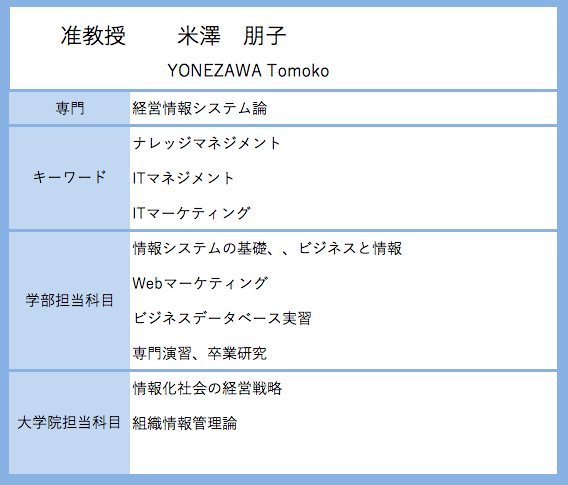 准教授　　米澤　朋子
YONEZAWA Tomoko
専門
経営情報システム論
キーワード
ナレッジマネジメント
ITマネジメント
ITマーケティング
学部担当科目
情報システムの基礎、、ビジネスと情報
Webマーケティング
ビジネスデータベース実習
専門演習、卒業研究
大学院担当科目
情報化社会の経営戦略
組織情報管理論